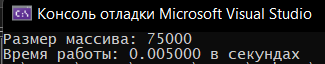 Консоль отладки Microsoft Visual Studio
Размер массива: 75000
Время работы: 0.005000 в секундах